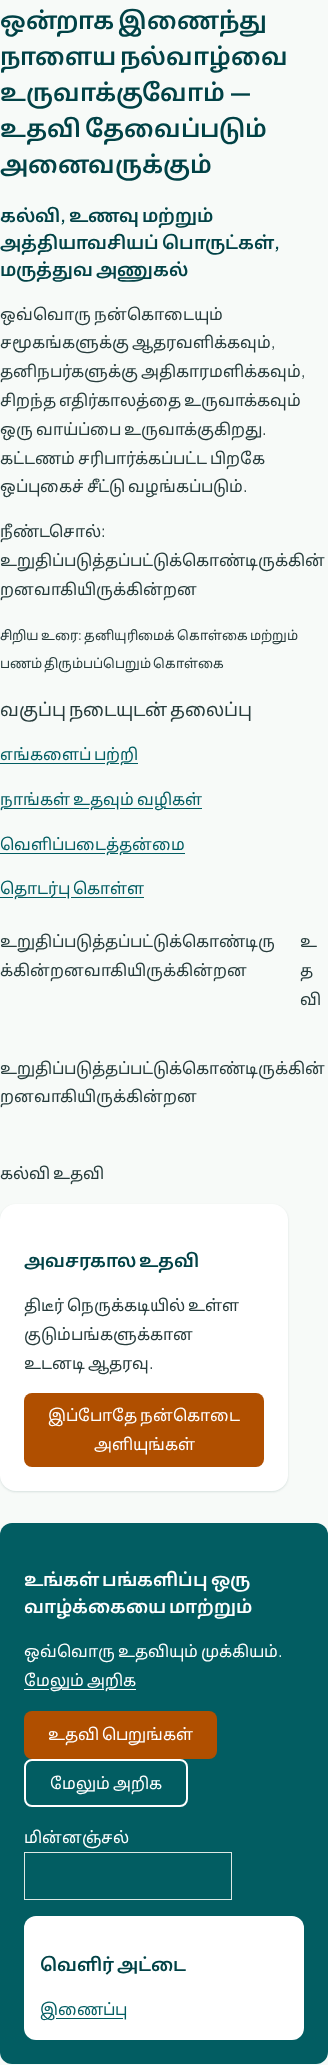 ஒன்றாக இணைந்து
நாளைய நல்வாழ்வை
உருவாக்குவோம் —
உதவி தேவைப்படும்
அனைவருக்கும்
கல்வி, உணவு மற்றும்
அத்தியாவசியப் பொருட்கள்,
மருத்துவ அணுகல்
ஒவ்வொரு நன்கொடையும்
சமூகங்களுக்கு ஆதரவளிக்கவும்,
தனிநபர்களுக்கு அதிகாரமளிக்கவும்,
சிறந்த எதிர்காலத்தை உருவாக்கவும்
ஒரு வாய்ப்பை உருவாக்குகிறது.
கட்டணம் சரிபார்க்கப்பட்ட பிறகே
ஒப்புகைச் சீட்டு வழங்கப்படும்.
நீண்டசொல்:
உறுதிப்படுத்தப்பட்டுக்கொண்டிருக்கின்
றனவாகியிருக்கின்றன
சிறிய உரை: தனியுரிமைக் கொள்கை மற்றும்
பணம் திரும்பப்பெறும் கொள்கை
வகுப்பு நடையுடன் தலைப்பு
எங்களைப் பற்றி
நாங்கள் உதவும் வழிகள்
வெளிப்படைத்தன்மை
தொடர்பு கொள்ள
உறுதிப்படுத்தப்பட்டுக்கொண்டிரு
க்கின்றனவாகியிருக்கின்றன
உ
த
வி
உறுதிப்படுத்தப்பட்டுக்கொண்டிருக்கின்
றனவாகியிருக்கின்றன
கல்வி உதவி
அவசரகால உதவி
திடீர் நெருக்கடியில் உள்ள
குடும்பங்களுக்கான
உடனடி ஆதரவு.
இப்போதே நன்கொடை
அளியுங்கள்
உங்கள் பங்களிப்பு ஒரு
வாழ்க்கையை மாற்றும்
ஒவ்வொரு உதவியும் முக்கியம்.
மேலும் அறிக
உதவி பெறுங்கள்
மேலும் அறிக
மின்னஞ்சல்
வெளிர் அட்டை
இணைப்பு